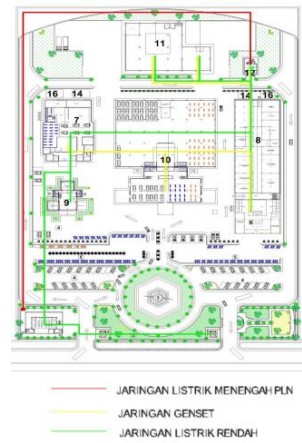 11
12
16 14
14 16
7
8
10
9
JARINGAN LISTRIK MENENGAH PLN
JARINGAN GENSET
JARINGAN LISTRIK RENDAH